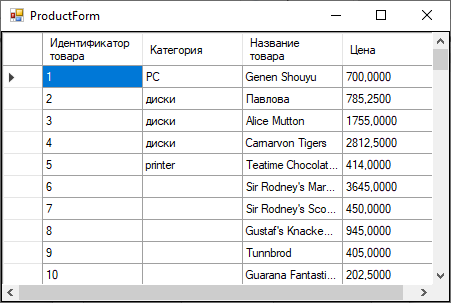 ProductForm
Идентификатор товара Категория Название товара Цена
1 PC Genen Shouyu 700,0000
2 диски Павлова 785,2500
3 диски Alice Mutton 1755,0000
4 диски Carnarvon Tigers 2812,5000
5 printer Teatime Chocolat... 414,0000
6 Sir Rodney's Mar... 3645,0000
7 Sir Rodney's Sco... 450,0000
8 Gustaf's Knacke... 945,0000
9 Tunnbrod 405,0000
10 Guarana Fantasti... 202,5000